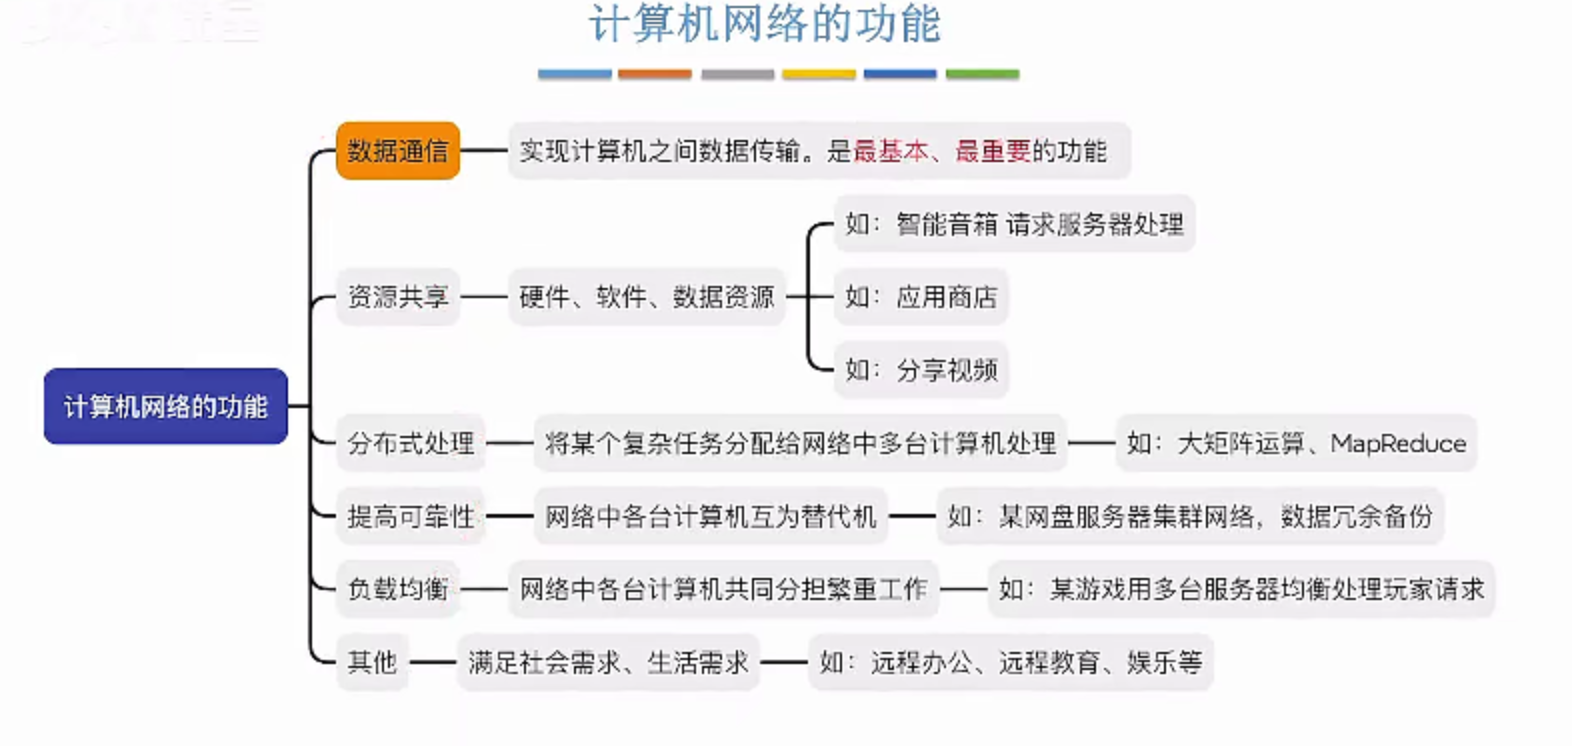 计算机网络的功能
数据通信
实现计算机之间数据传输。是最基本、最重要的功能
如：智能音箱 请求服务器处理
资源共享
硬件、软件、数据资源
如：应用商店
如：分享视频
计算机网络的功能
分布式处理
将某个复杂任务分配给网络中多台计算机处理
如：大矩阵运算、MapReduce
提高可靠性
网络中各台计算机互为替代机
如：某网盘服务器集群网络，数据冗余备份
负载均衡
网络中各台计算机共同分担繁重工作
如：某游戏用多台服务器均衡处理玩家请求
其他
满足社会需求、生活需求
如：远程办公、远程教育、娱乐等